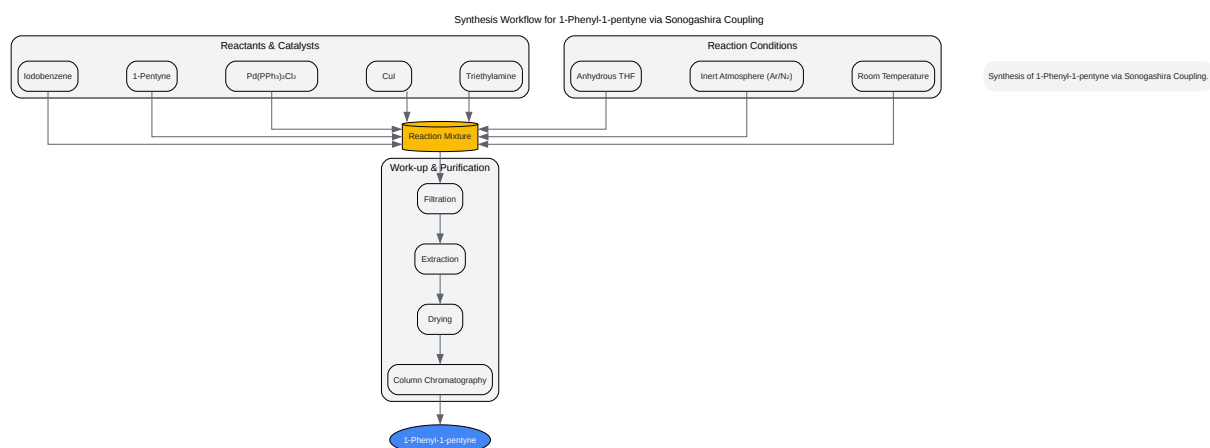 Synthesis Workflow for 1-Phenyl-1-pentyne via Sonogashira Coupling
Reactants & Catalysts
Reaction Conditions
Iodobenzene
1-Pentyne
Pd(PPh₃)₂Cl₂
CuI
Triethylamine
Anhydrous THF
Inert Atmosphere (Ar/N₂)
Room Temperature
Synthesis of 1-Phenyl-1-pentyne via Sonogashira Coupling.
Reaction Mixture
Work-up & Purification
Filtration
Extraction
Drying
Column Chromatography
1-Phenyl-1-pentyne